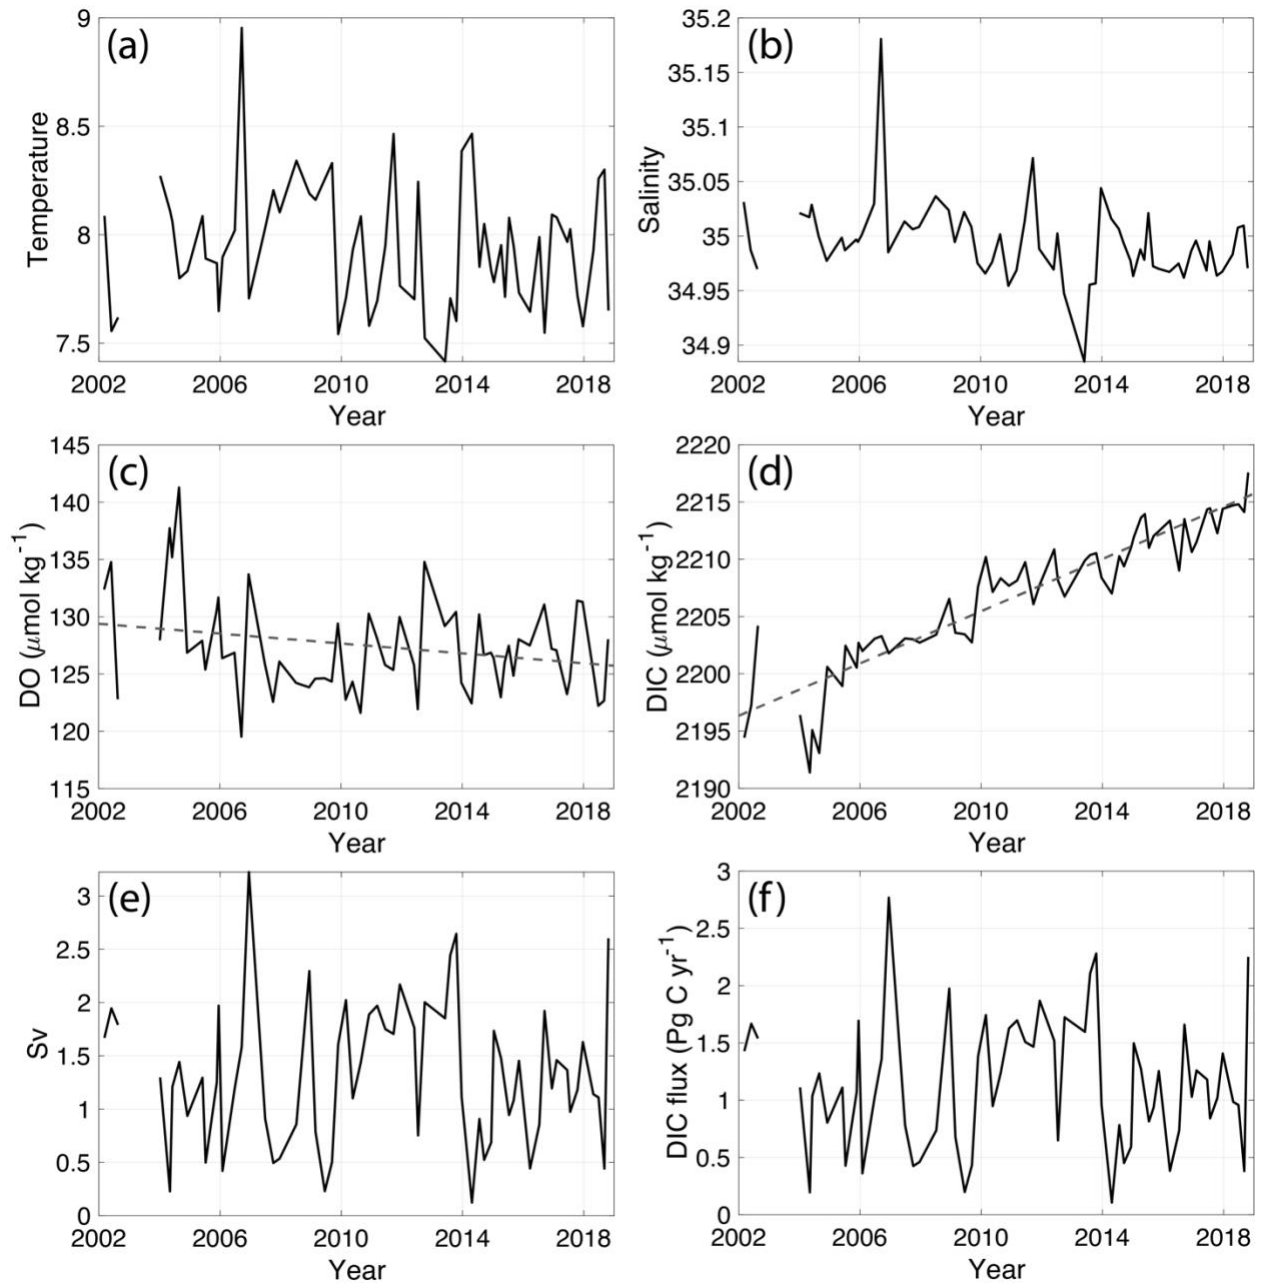 (a)
9
8.5
8
7.5
Temperature
2002 2006 2010 2014 2018
Year
(b)
35.2
35.15
35.1
35.05
35
34.95
34.9
Salinity
2002 2006 2010 2014 2018
Year
(c)
145
140
135
130
125
120
115
DO (μmol kg⁻¹)
2002 2006 2010 2014 2018
Year
(d)
2220
2215
2210
2205
2200
2195
2190
DIC (μmol kg⁻¹)
2002 2006 2010 2014 2018
Year
(e)
3
2.5
2
1.5
1
0.5
0
Sv
2002 2006 2010 2014 2018
Year
(f)
3
2.5
2
1.5
1
0.5
0
DIC flux (Pg C yr⁻¹)
2002 2006 2010 2014 2018
Year